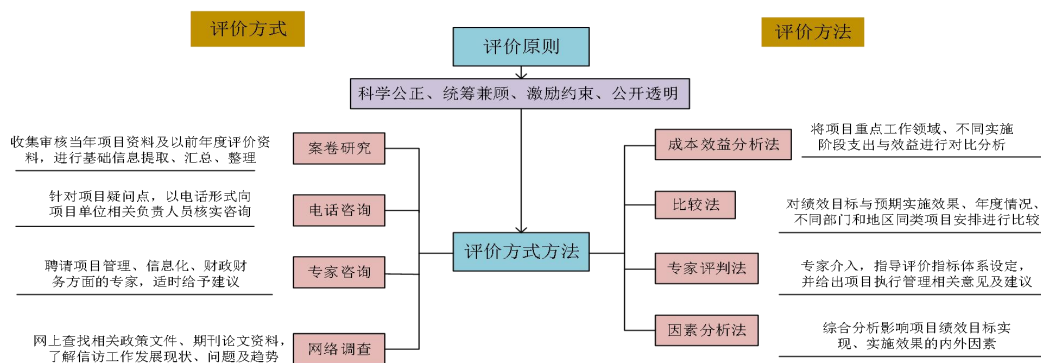 评价方式
评价原则
评价方法
科学公正、统筹兼顾、激励约束、公开透明
收集审核当年项目资料及以前年度评价资
料，进行基础信息提取、汇总、整理
案卷研究
针对项目疑问点，以电话形式向
项目单位相关负责人员核实咨询
电话咨询
聘请项目管理、信息化、财政财
务方面的专家，适时给予建议
专家咨询
网上查找相关政策文件、期刊论文资料，
了解信访工作发展现状、问题及趋势
网络调查
评价方式方法
成本效益分析法
将项目重点工作领域、不同实施
阶段支出与效益进行对比分析
比较法
对绩效目标与预期实施效果、年度情况、
不同部门和地区同类项目安排进行比较
专家评判法
专家介入，指导评价指标体系设定，
并给出项目执行管理相关意见及建议
因素分析法
综合分析影响项目绩效目标实
现、实施效果的内外因素